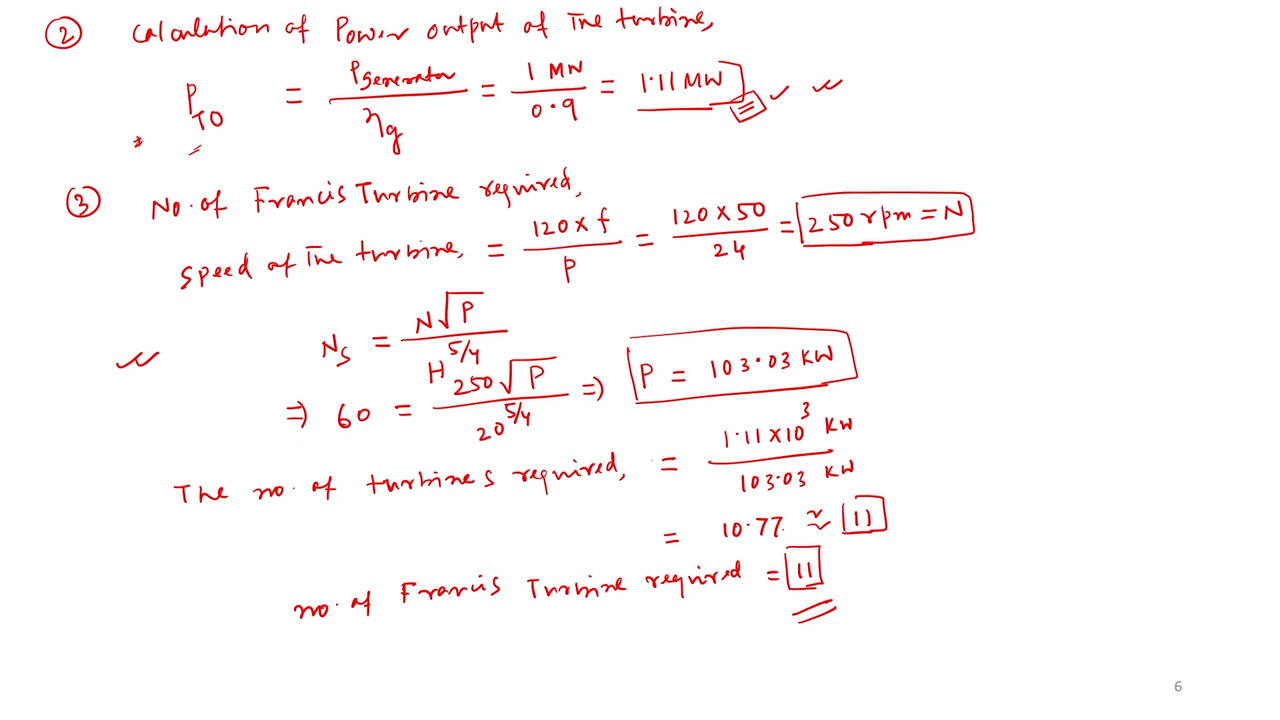 ② Calculation of Power output of The turbine,
P_TO = P_generator / η_g = 1 MW / 0.9 = 1.11 MW
③ No. of Francis Turbine required,
Speed of The turbine, = 120 x f / P = 120 x 50 / 24 = 250 rpm = N
N_S = N√P / H^5/4
⇒ 60 = 250√P / 20^5/4 ⇒ P = 103.03 KW
The no. of turbines required, = 1.11 x 10^3 KW / 103.03 KW
= 10.77 ≈ 11
no. of Francis Turbine required = 11
6